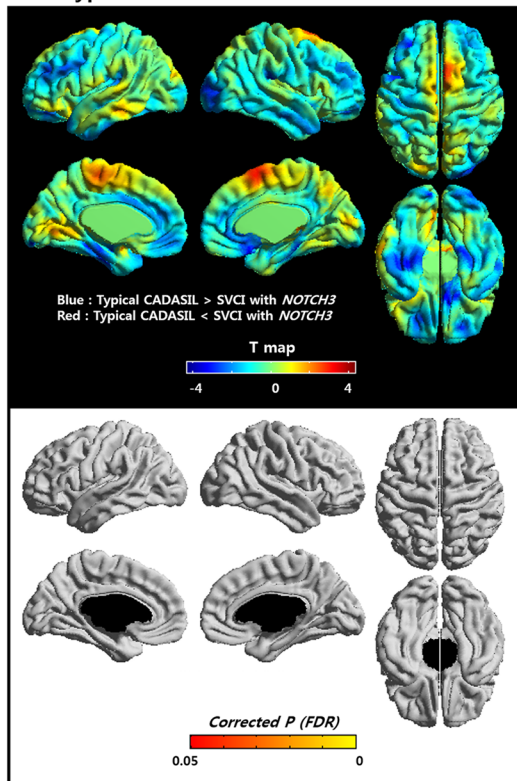 Blue : Typical CADASIL > SVCI with NOTCH3
Red : Typical CADASIL < SVCI with NOTCH3
T map
-4 0 4
Corrected P (FDR)
0.05 0